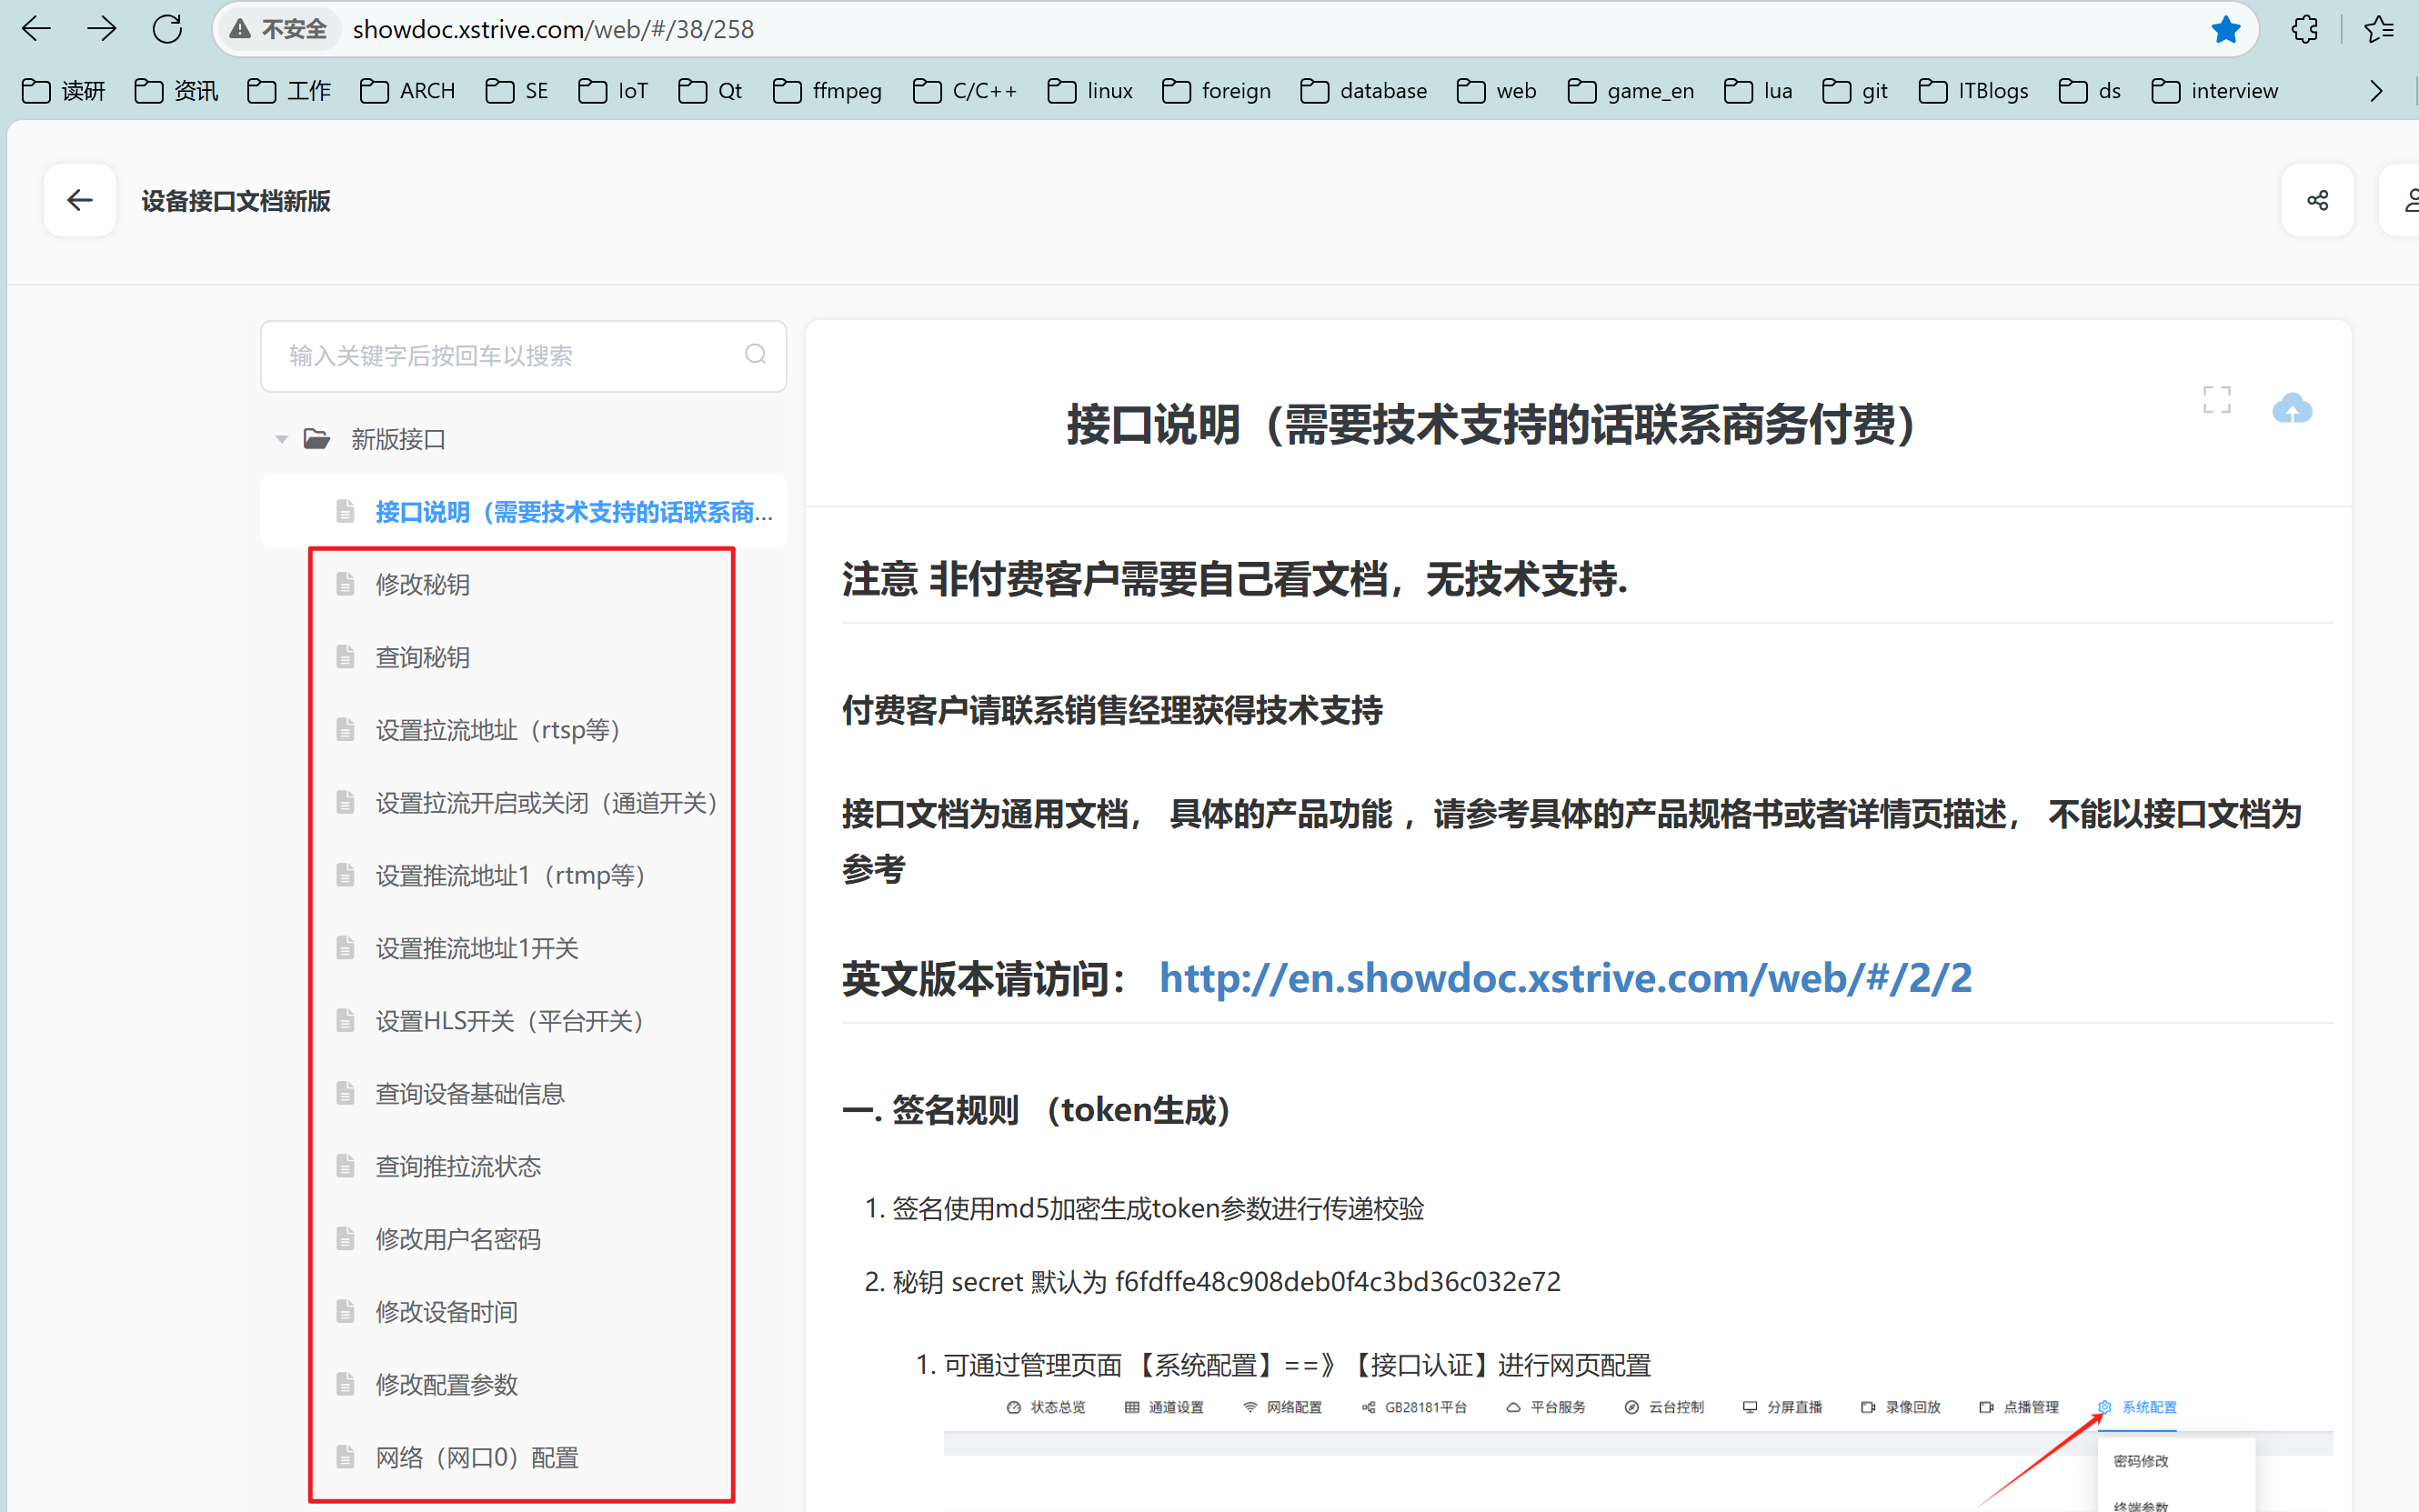 不安全 showdoc.xstrive.com/web/#/38/258
读研 资讯 工作 ARCH SE IoT Qt ffmpeg C/C++ linux foreign database web game_en lua git ITBlogs ds interview
设备接口文档新版
输入关键字后按回车以搜索
新版接口
接口说明（需要技术支持的话联系商...
修改秘钥
查询秘钥
设置拉流地址（rtsp等）
设置拉流开启或关闭（通道开关）
设置推流地址1（rtmp等）
设置推流地址1开关
设置HLS开关（平台开关）
查询设备基础信息
查询推拉流状态
修改用户名密码
修改设备时间
修改配置参数
网络（网口0）配置
接口说明（需要技术支持的话联系商务付费）
注意 非付费客户需要自己看文档，无技术支持.
付费客户请联系销售经理获得技术支持
接口文档为通用文档， 具体的产品功能 ，请参考具体的产品规格书或者详情页描述， 不能以接口文档为
参考
英文版本请访问： http://en.showdoc.xstrive.com/web/#/2/2
一. 签名规则 （token生成）
1. 签名使用md5加密生成token参数进行传递校验
2. 秘钥 secret 默认为 f6fdffe48c908deb0f4c3bd36c032e72
1. 可通过管理页面 【系统配置】==》【接口认证】进行网页配置
状态总览 通道设置 网络配置 GB28181平台 平台服务 云台控制 分屏直播 录像回放 点播管理 系统配置
密码修改
终端参数